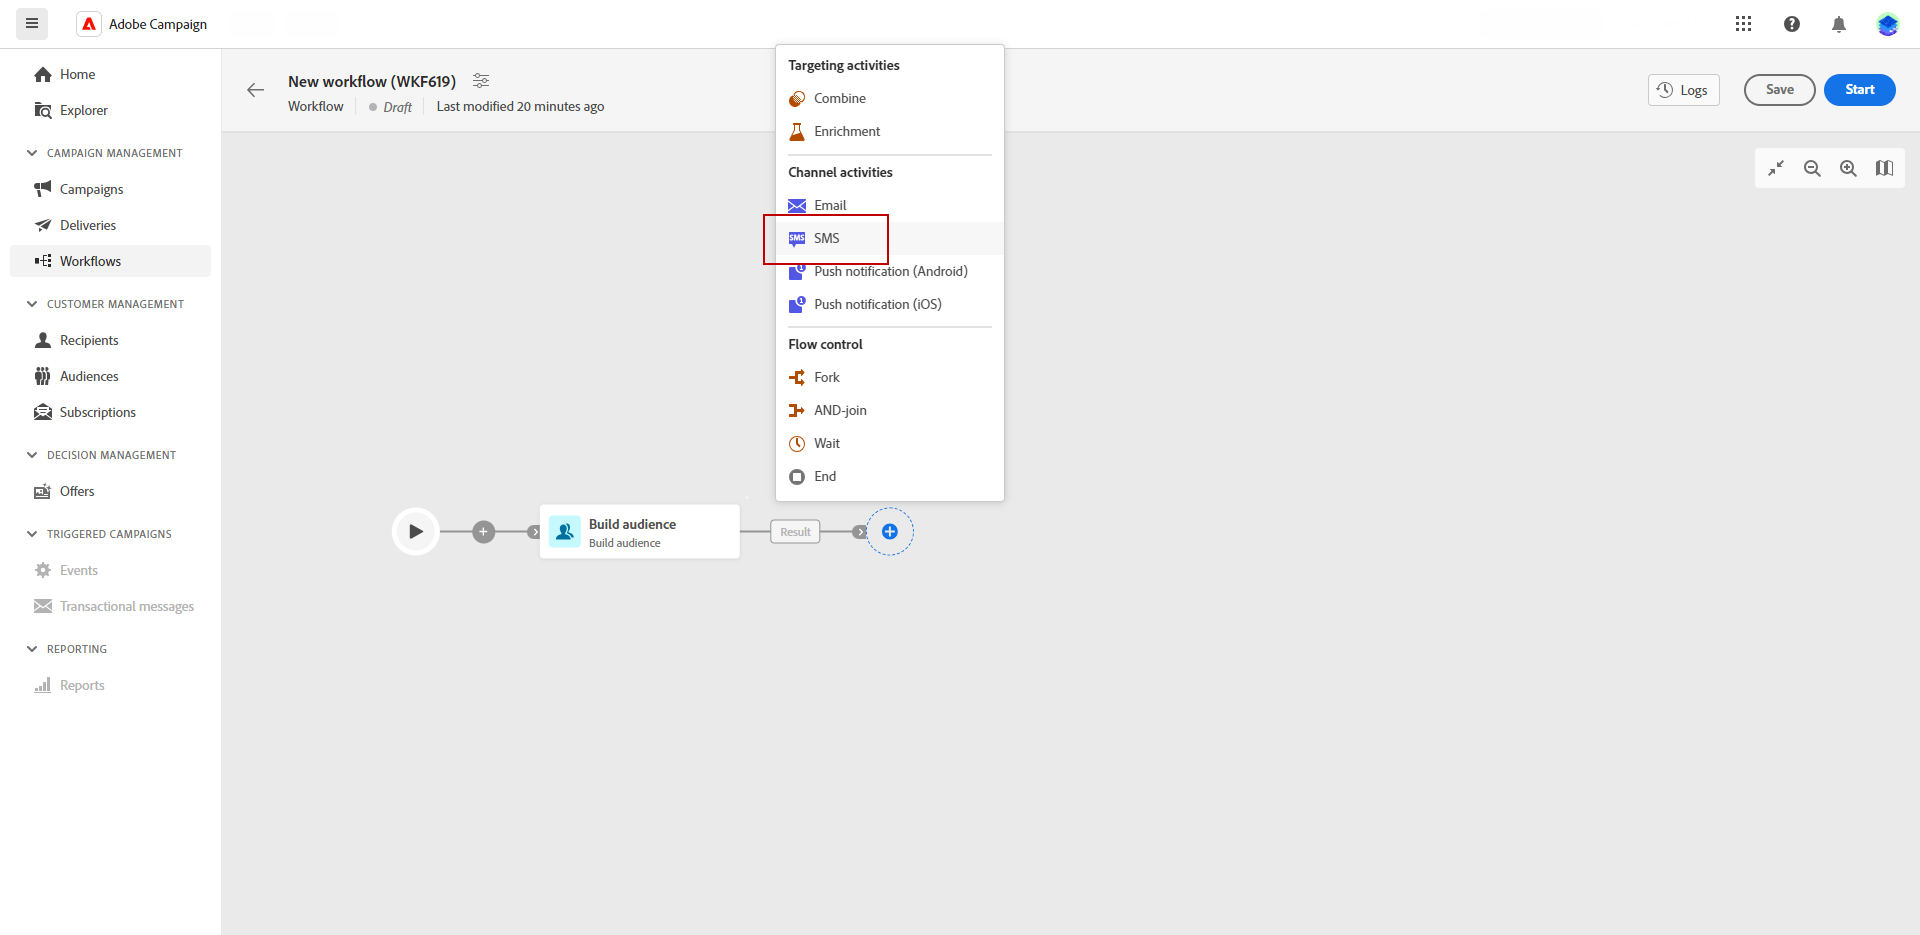 Adobe Campaign
Home
Explorer
CAMPAIGN MANAGEMENT
Campaigns
Deliveries
Workflows
CUSTOMER MANAGEMENT
Recipients
Audiences
Subscriptions
DECISION MANAGEMENT
Offers
TRIGGERED CAMPAIGNS
Events
Transactional messages
REPORTING
Reports
New workflow (WKF619)
Workflow Draft Last modified 20 minutes ago
Logs
Save
Start
Targeting activities
Combine
Enrichment
Channel activities
Email
SMS SMS
1 Push notification (Android)
1 Push notification (iOS)
Flow control
Fork
AND-join
Wait
End
Build audience
Build audience
Result